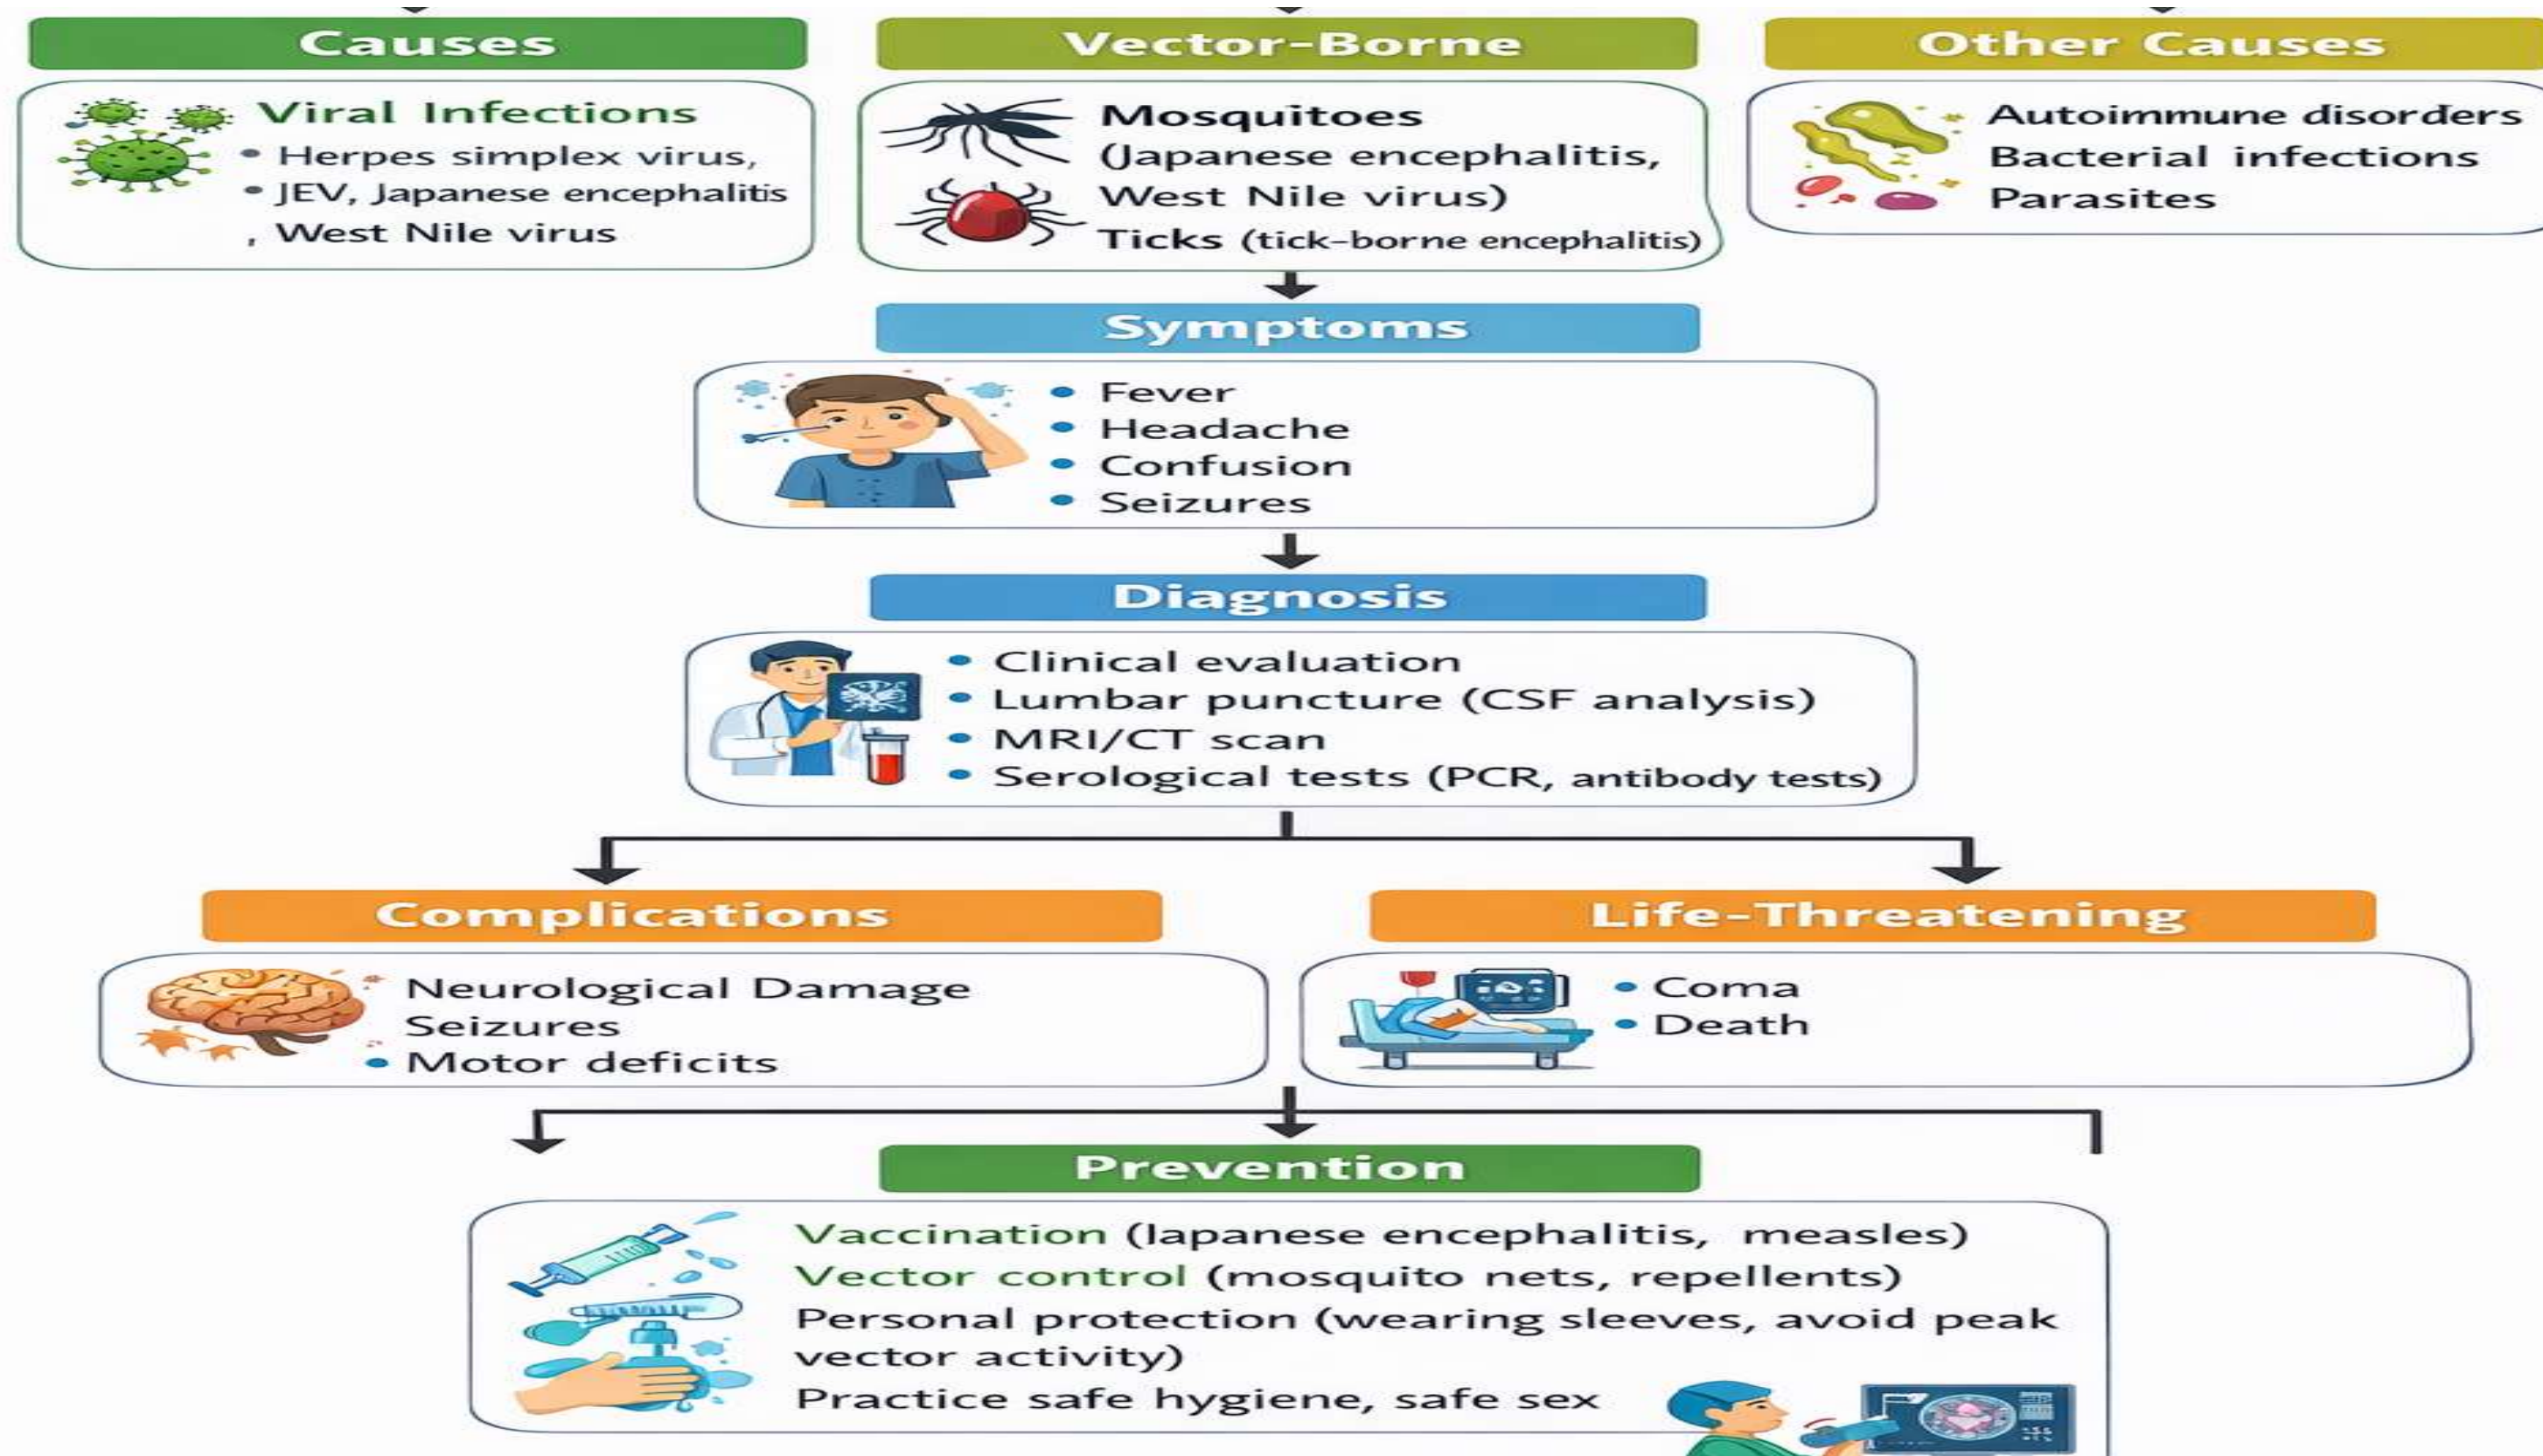 Causes
Viral Infections
• Herpes simplex virus,
• JEV, Japanese encephalitis
, West Nile virus
Vector-Borne
Mosquitoes
(Japanese encephalitis,
West Nile virus)
Ticks (tick-borne encephalitis)
Other Causes
Autoimmune disorders
Bacterial infections
Parasites
Symptoms
• Fever
• Headache
• Confusion
• Seizures
Diagnosis
• Clinical evaluation
• Lumbar puncture (CSF analysis)
• MRI/CT scan
• Serological tests (PCR, antibody tests)
Complications
Neurological Damage
Seizures
• Motor deficits
Life-Threatening
• Coma
• Death
Prevention
Vaccination (Iapanese encephalitis, measles)
Vector control (mosquito nets, repellents)
Personal protection (wearing sleeves, avoid peak
vector activity)
Practice safe hygiene, safe sex